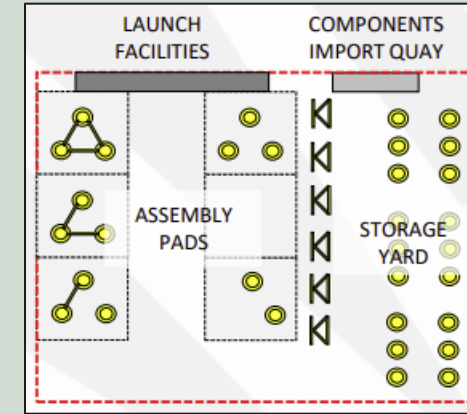 LAUNCH
FACILITIES
COMPONENTS
IMPORT QUAY
ASSEMBLY
PADS
STORAGE
YARD